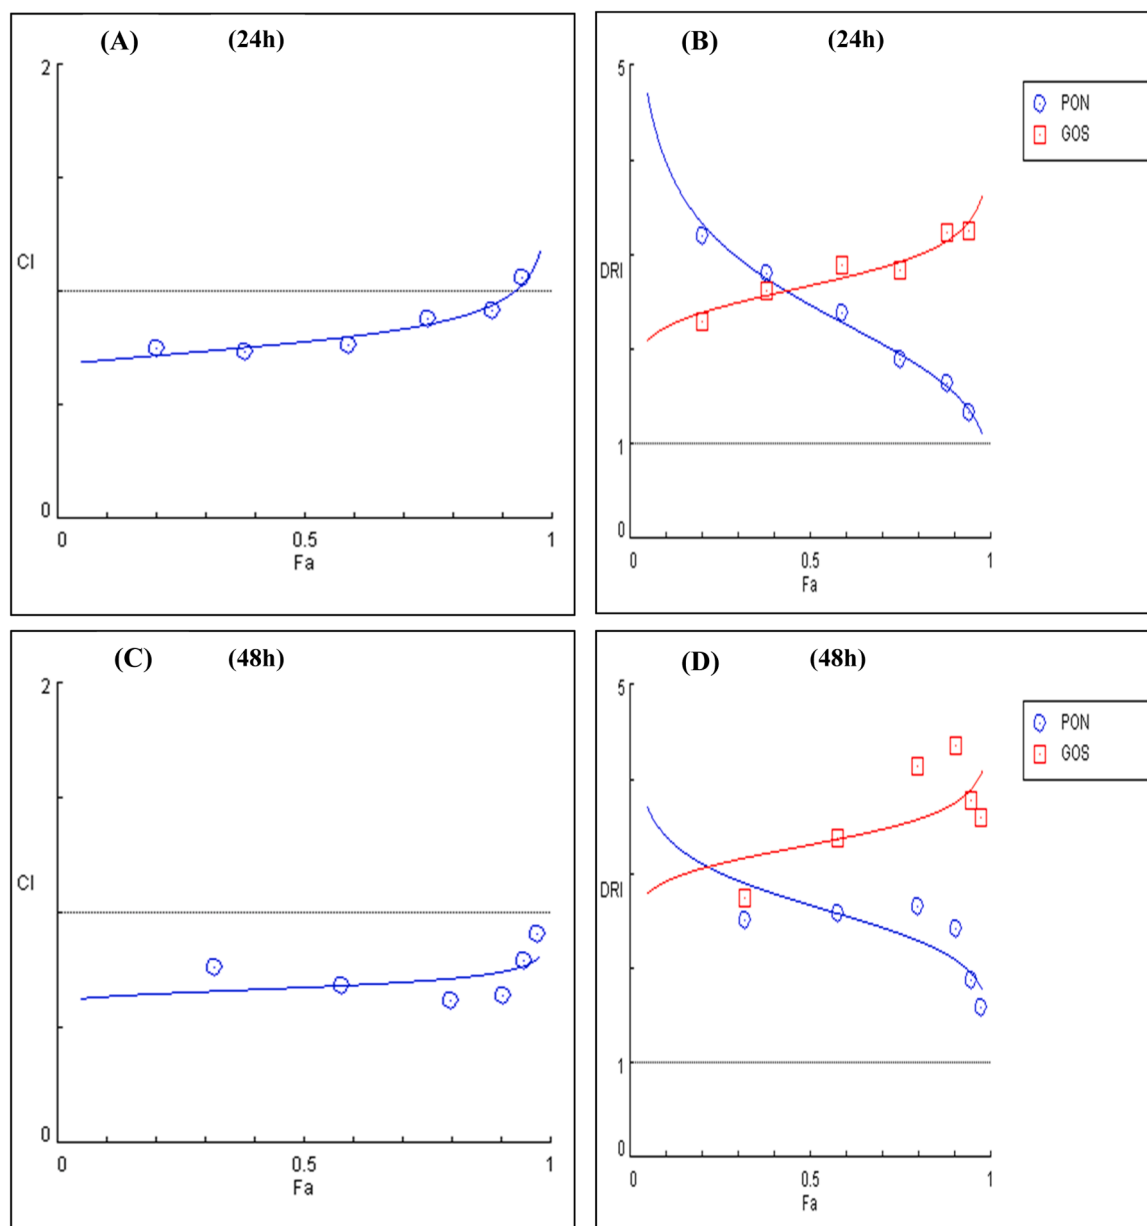 (A) (24h)
2
CI
0
0 0.5 1
Fa
(B) (24h)
5
DRI
1
0
0 0.5 1
Fa
PON
GOS
(C) (48h)
2
CI
0
0 0.5 1
Fa
(D) (48h)
5
DRI
1
0
0 0.5 1
Fa
PON
GOS